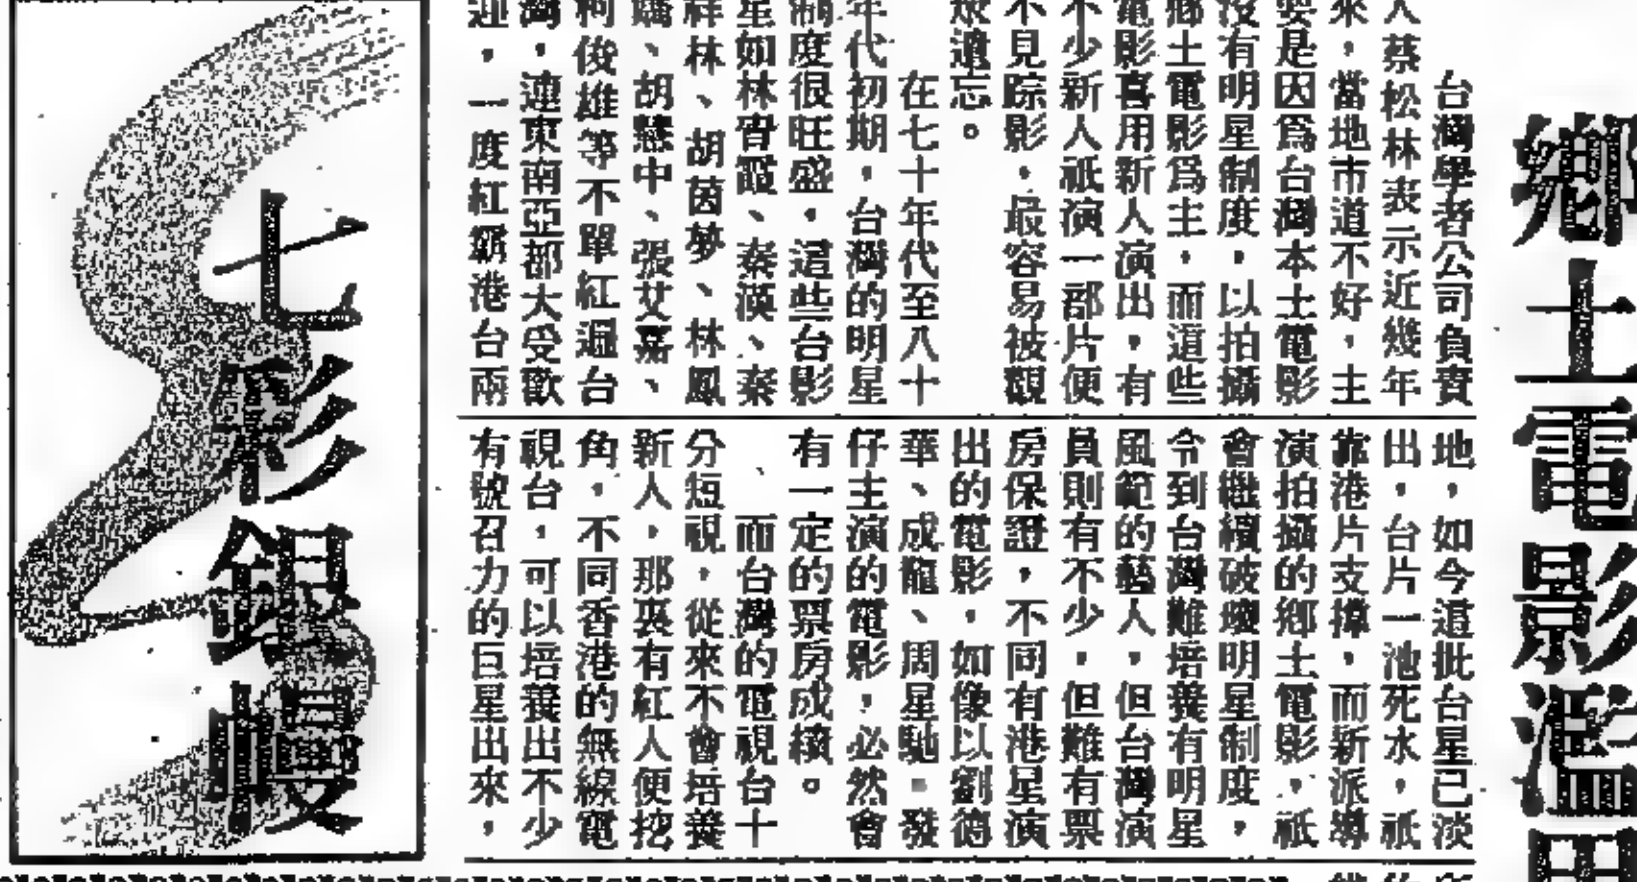 鄉土電影濫用
台灣學者公司負責
人蔡松林表示近幾年
來，當地市道不好，主
要是因爲台灣本土電影
沒有明星制度，以拍攝
鄉土電影爲主，而這些
電影喜用新人演出，有
不少新人祇演一部片便
不見踪影，最容易被觀
遺忘。
在七十年代至八十
年代初期，台灣的明星
制度很旺盛，這些台影
星如林青霞、秦漢、秦
祥林、胡茵夢、林鳳
嬌、胡慧中、張艾嘉、
柯俊雄等不單紅遍台
灣，連東南亞都大受歡
迎，一度紅霸港台兩
地，如今這批台星已淡
出，台片一池死水，祇
靠港片支撐，而新派導
演拍攝的鄉土電影，祇
會繼續破壞明星制度，
令到台灣難培養有明星
風範的藝人，但台灣演
員則有不少，但難有票
房保證，不同有港星演
出的電影，如像以劉德
華、成龍、周星馳、發
仔主演的電影，必然會
有一定的票房成績。
而台灣的電視台十
分短視，從來不會培養
新人，那裏有紅人便挖
角，不同香港的無線電
視台，可以培養出不少
有號召力的巨星出來，
七彩銀幔